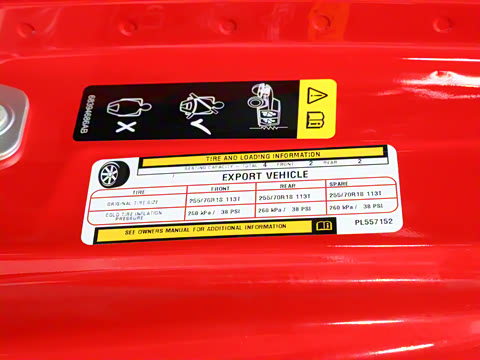 68394686AB
TIRE AND LOADING INFORMATION
SEATING CAPACITY - TOTAL 4 FRONT 2 REAR 2
EXPORT VEHICLE
TIRE FRONT REAR SPARE
ORIGINAL TIRE SIZE 255/70R18 113T 255/70R18 113T 255/70R18 113T
COLD TIRE INFLATION PRESSURE 260 kPa / 38 PSI 260 kPa / 38 PSI 260 kPa / 38 PSI
SEE OWNERS MANUAL FOR ADDITIONAL INFORMATION
PL557152